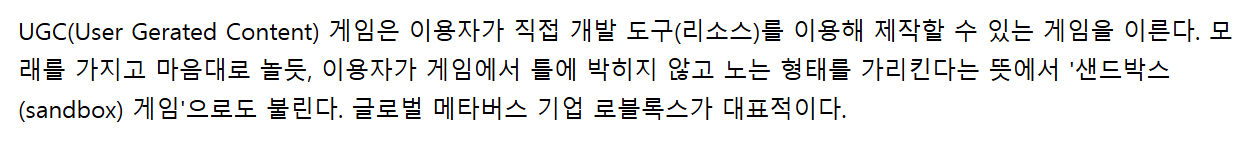 UGC(User Gerated Content) 게임은 이용자가 직접 개발 도구(리소스)를 이용해 제작할 수 있는 게임을 이른다. 모
래를 가지고 마음대로 놀듯, 이용자가 게임에서 틀에 박히지 않고 노는 형태를 가리킨다는 뜻에서 '샌드박스
(sandbox) 게임'으로도 불린다. 글로벌 메타버스 기업 로블록스가 대표적이다.